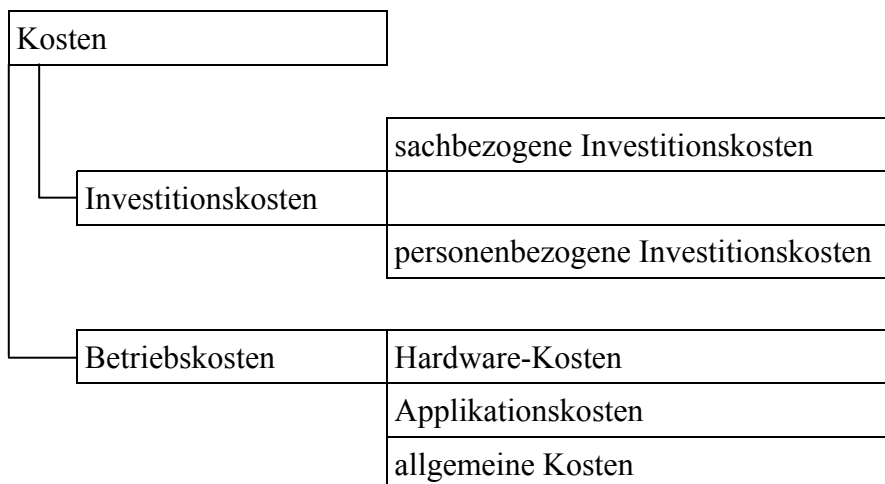 Kosten
sachbezogene Investitionskosten
Investitionskosten
personenbezogene Investitionskosten
Betriebskosten
Hardware-Kosten
Applikationskosten
allgemeine Kosten